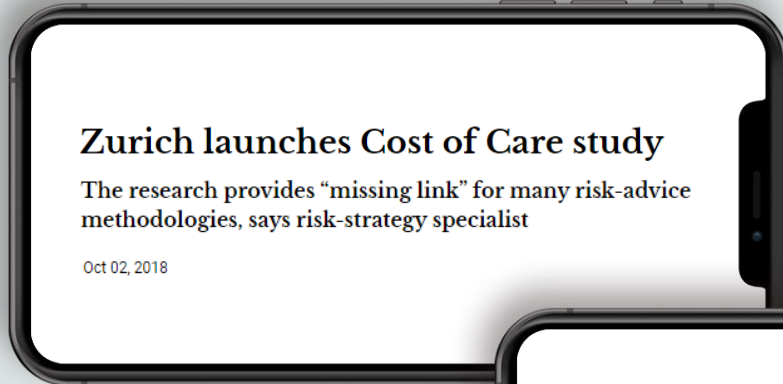 Zurich launches Cost of Care study
The research provides “missing link” for many risk-advice
methodologies, says risk-strategy specialist
Oct 02, 2018